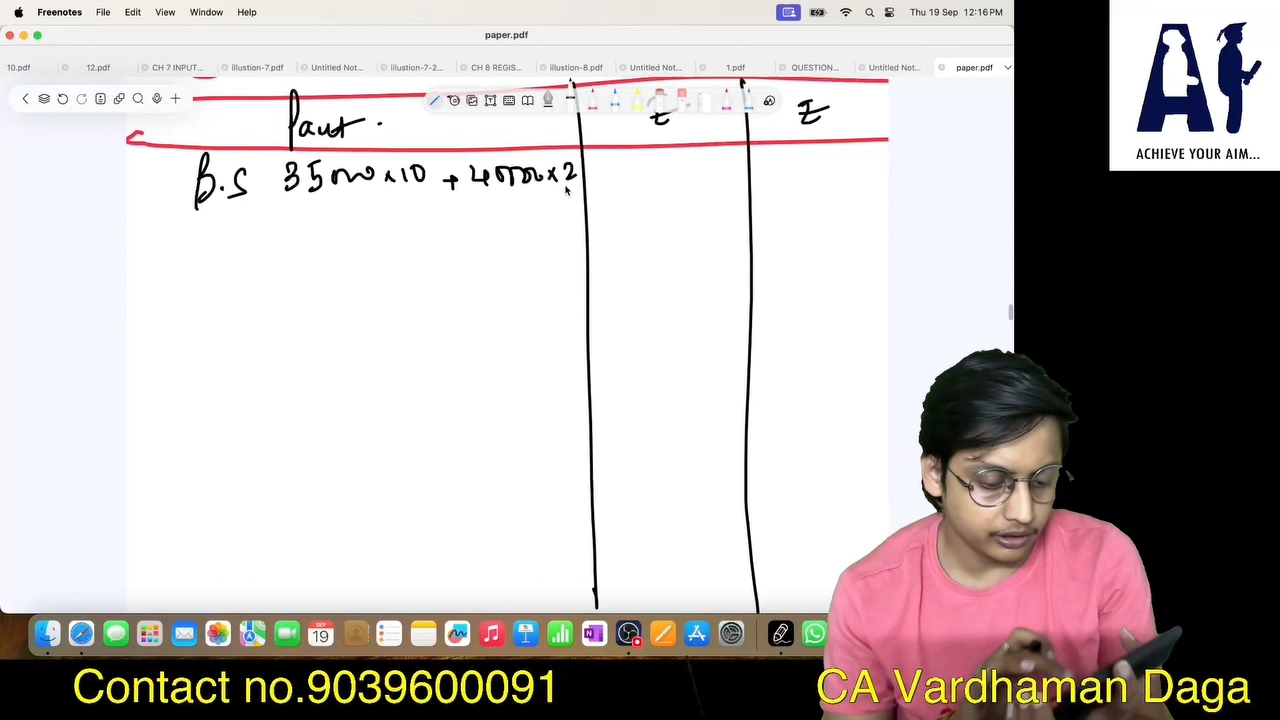 Freenotes File Edit View Window Help Thu 19 Sep 12:16 PM
paper.pdf
10.pdf 12.pdf CH 7 INPUT... illustion-7.pdf Untitled Not... illustion-7-2... CH 8 REGIS... illustion-8.pdf Untitled Not... 1.pdf QUESTION... Untitled Not... paper.pdf
AI
ACHIEVE YOUR AIM...
Part.
B.S 35000×10 + 40000×2
SEP
19
Contact no.9039600091
CA Vardhaman Daga